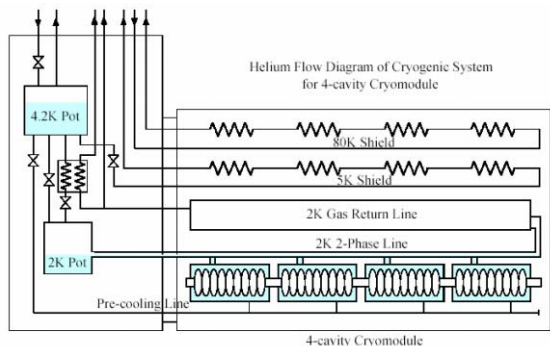 Helium Flow Diagram of Cryogenic System
for 4-cavity Cryomodule
4.2K Pot
80K Shield
5K Shield
2K Gas Return Line
2K 2-Phase Line
2K Pot
Pre-cooling Line
4-cavity Cryomodule